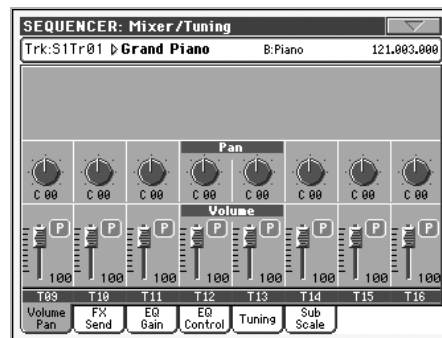 SEQUENCER: Mixer/Tuning
Trk:S1Tr01 Grand Piano B:Piano 121.003.000
Pan
C 00 C 00 C 00 C 00 C 00 C 00 C 00 C 00
Volume
P P P P P P P P
100 100 100 100 100 100 100 100
T09 T10 T11 T12 T13 T14 T15 T16
Volume Pan FX Send EQ Gain EQ Control Tuning Sub Scale